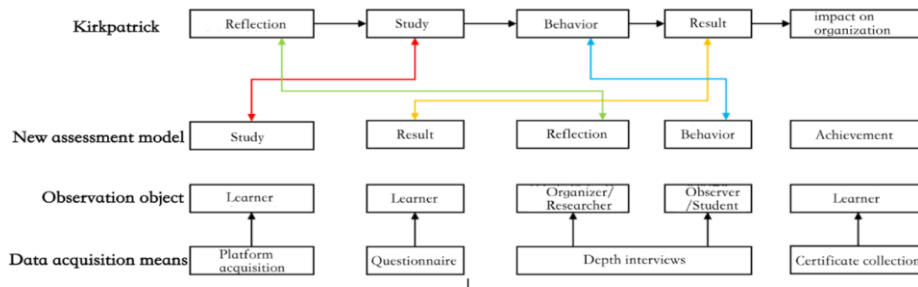 Kirkpatrick
Reflection
Study
Behavior
Result
impact on
organization
New assessment model
Study
Result
Reflection
Behavior
Achievement
Observation object
Learner
Learner
Organizer/
Researcher
Observer
/Student
Learner
Data acquisition means
Platform
acquisition
Questionnaire
Depth interviews
Certificate collection